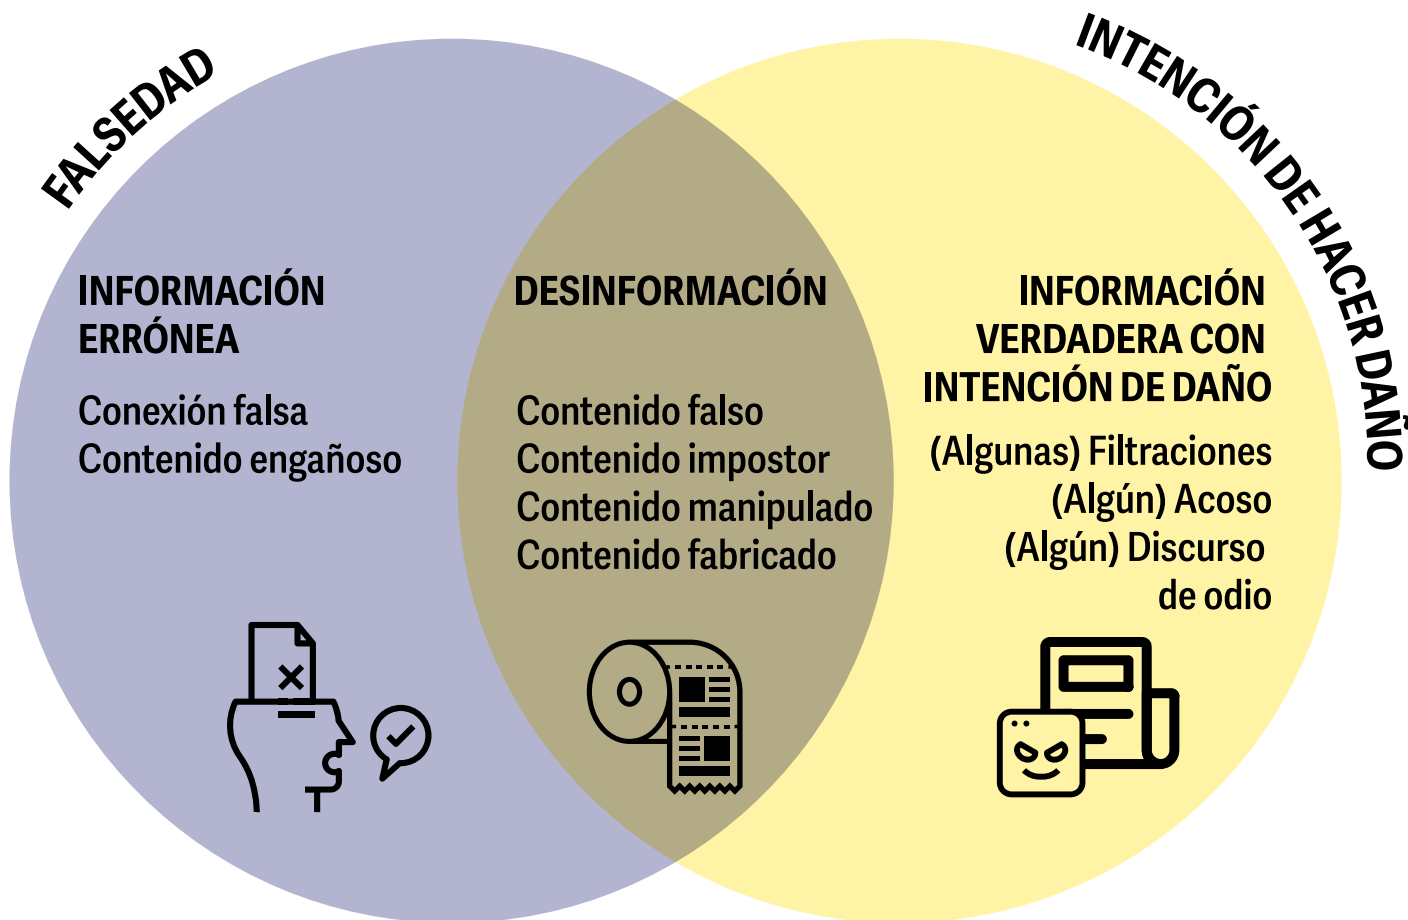 FALSEDAD
INTENCIÓN DE HACER DAÑO
INFORMACIÓN
ERRÓNEA
Conexión falsa
Contenido engañoso
DESINFORMACIÓN
Contenido falso
Contenido impostor
Contenido manipulado
Contenido fabricado
INFORMACIÓN
VERDADERA CON
INTENCIÓN DE DAÑO
(Algunas) Filtraciones
(Algún) Acoso
(Algún) Discurso
de odio